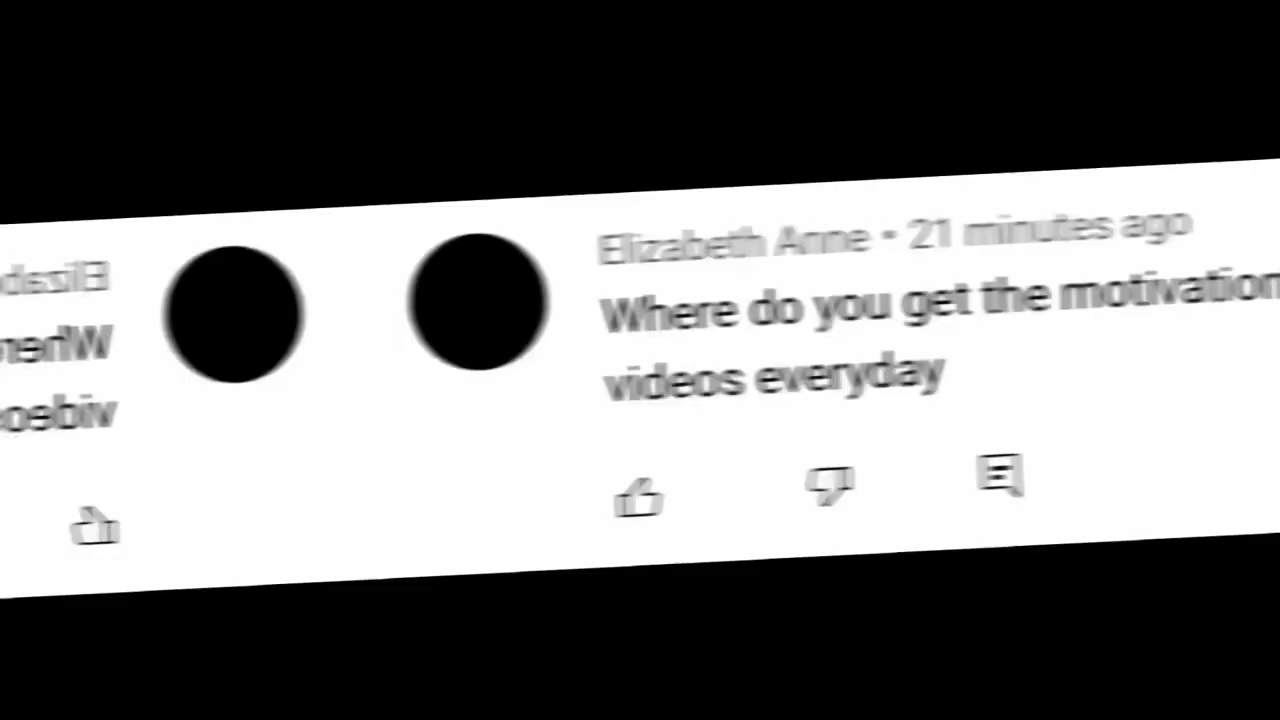 Elizabeth Anne • 21 minutes ago
Where do you get the motivation
videos everyday